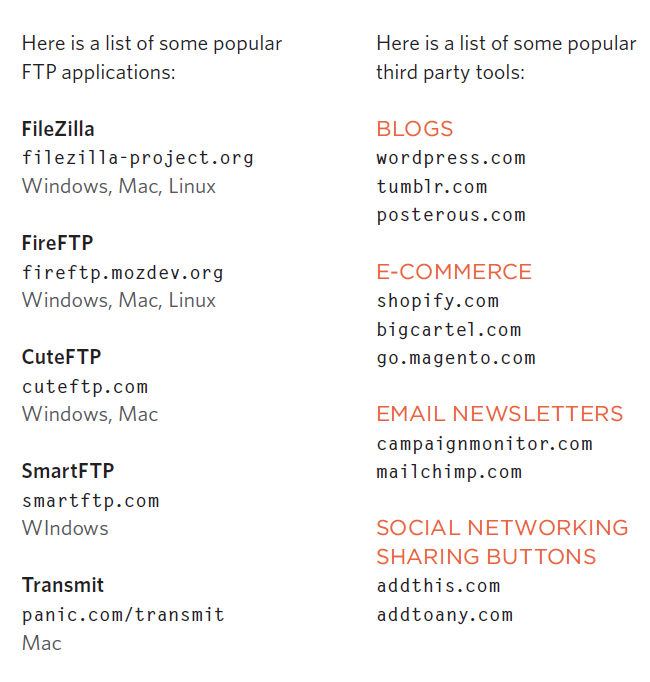 Here is a list of some popular
FTP applications:
FileZilla
filezilla-project.org
Windows, Mac, Linux
FireFTP
fireftp.mozdev.org
Windows, Mac, Linux
CuteFTP
cuteftp.com
Windows, Mac
SmartFTP
smartftp.com
WIndows
Transmit
panic.com/transmit
Mac
Here is a list of some popular
third party tools:
BLOGS
wordpress.com
tumblr.com
posterous.com
E-COMMERCE
shopify.com
bigcartel.com
go.magento.com
EMAIL NEWSLETTERS
campaignmonitor.com
mailchimp.com
SOCIAL NETWORKING
SHARING BUTTONS
addthis.com
addtoany.com